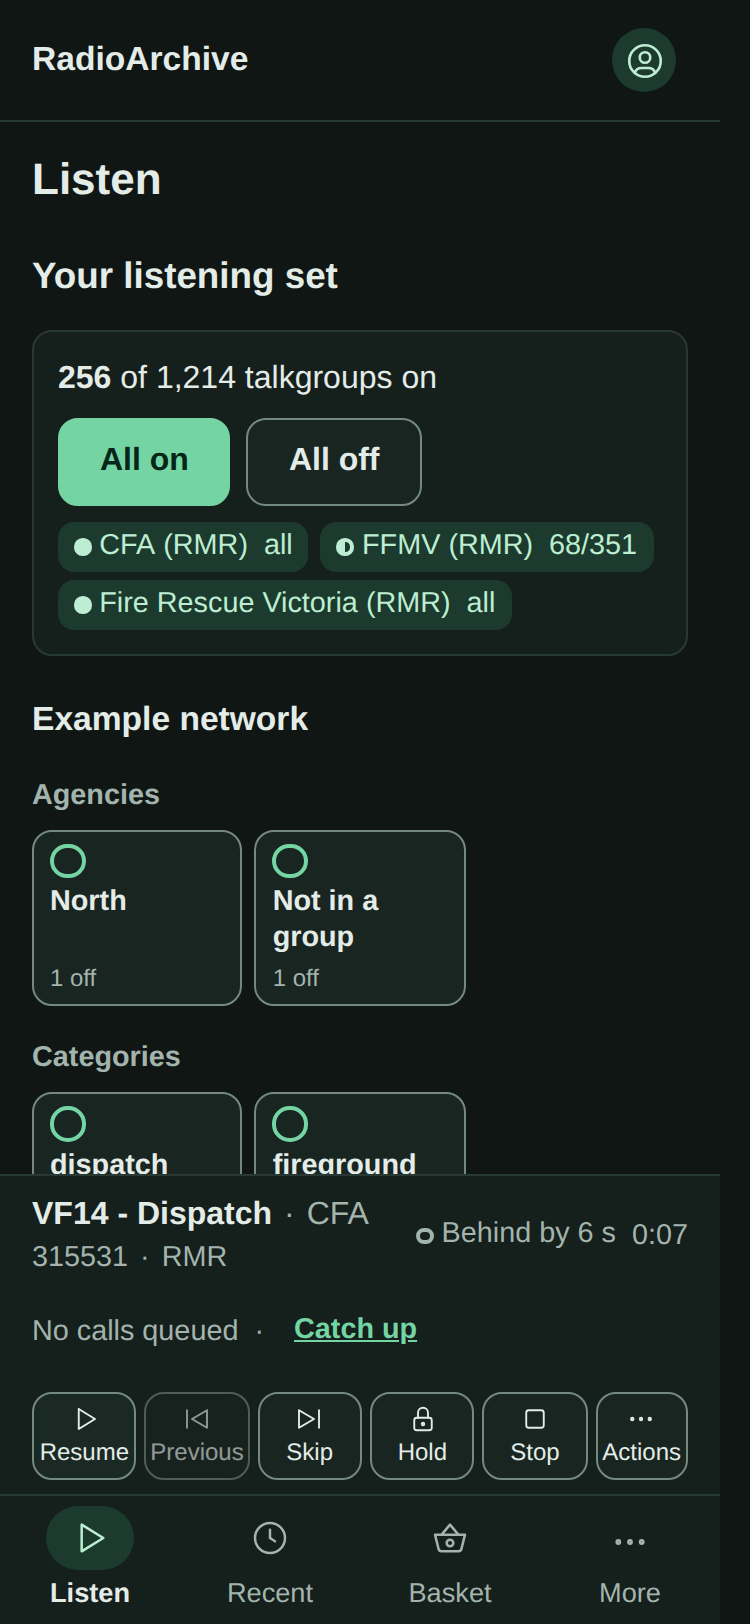 RadioArchive
Listen
Your listening set
256 of 1,214 talkgroups on
All on All off
CFA (RMR) all FFMV (RMR) 68/351
Fire Rescue Victoria (RMR) all
Example network
Agencies
North Not in a
group
1 off 1 off
Categories
dispatch fireground
VF14 - Dispatch · CFA
Behind by 6 s 0:07
315531 · RMR
No calls queued · Catch up
Resume Previous Skip Hold Stop Actions
Listen Recent Basket More